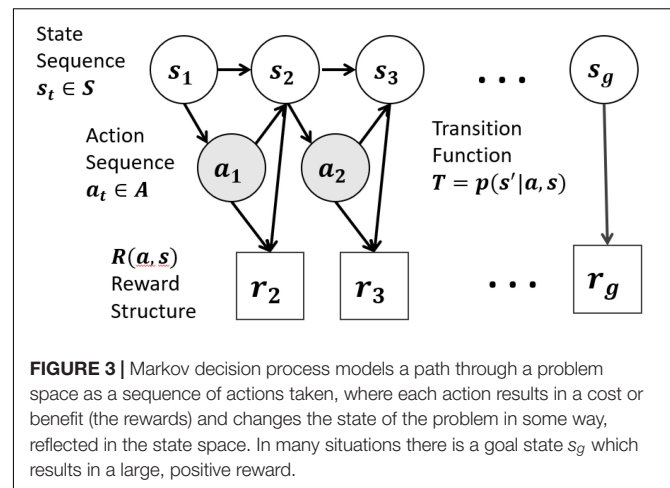 State
Sequence
s_t ∈ S
s_1
s_2
s_3
...
s_g
Action
Sequence
a_t ∈ A
a_1
a_2
Transition
Function
T = p(s'|a, s)
R(a, s)
Reward
Structure
r_2
r_3
...
r_g
FIGURE 3 | Markov decision process models a path through a problem
space as a sequence of actions taken, where each action results in a cost or
benefit (the rewards) and changes the state of the problem in some way,
reflected in the state space. In many situations there is a goal state s_g which
results in a large, positive reward.